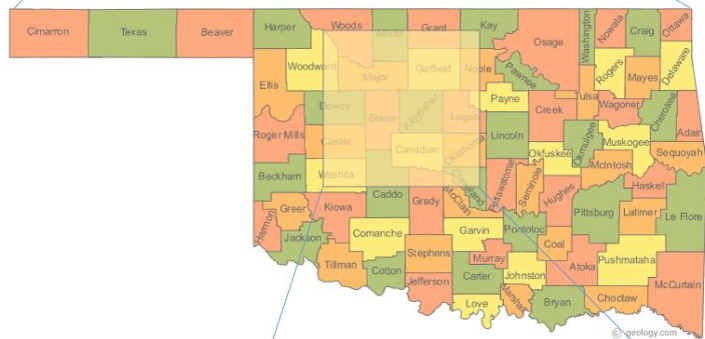 Cimarron
Texas
Beaver
Harper
Woods
Alfalfa
Grant
Kay
Osage
Washington
Nowata
Craig
Ottawa
Woodward
Major
Garfield
Noble
Pawnee
Rogers
Mayes
Delaware
Ellis
Dewey
Blaine
Kingfisher
Logan
Payne
Creek
Tulsa
Wagoner
Cherokee
Adair
Roger Mills
Custer
Canadian
Oklahoma
Lincoln
Okfuskee
Okmulgee
Muskogee
McIntosh
Sequoyah
Beckham
Washita
Caddo
Grady
McClain
Cleveland
Pottawatomie
Seminole
Hughes
Haskell
Greer
Kiowa
Harmon
Jackson
Comanche
Garvin
Pontotoc
Pittsburg
Latimer
Le Flore
Tillman
Cotton
Stephens
Murray
Coal
Atoka
Pushmataha
Jefferson
Carter
Johnston
Love
Marshall
Bryan
Choctaw
McCurtain
© geology.com